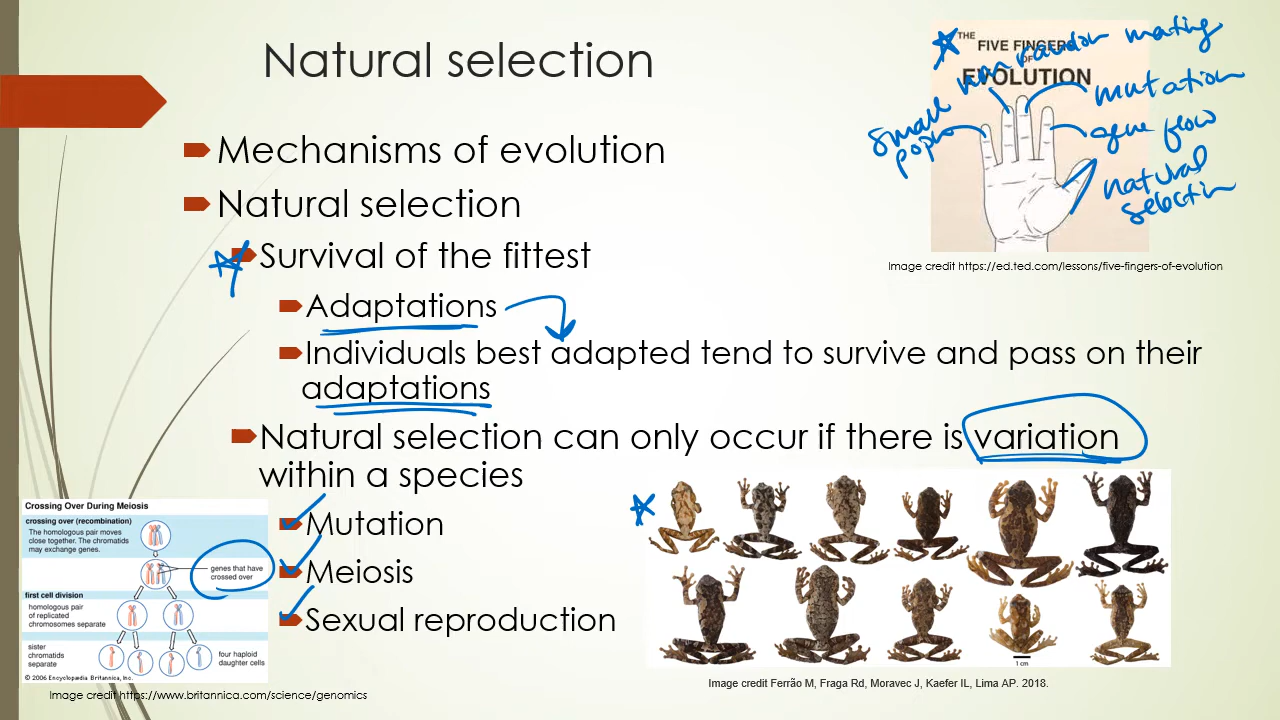 Natural selection
THE
FIVE FINGERS
OF
EVOLUTION
non random mating
mutation
gene flow
natural
selection
small
popn
Image credit https://ed.ted.com/lessons/five-fingers-of-evolution
Mechanisms of evolution
Natural selection
Survival of the fittest
Adaptations
Individuals best adapted tend to survive and pass on their
adaptations
Natural selection can only occur if there is variation
within a species
Mutation
Meiosis
Sexual reproduction
Crossing Over During Meiosis
crossing over (recombination)
The homologous pair moves
close together. The chromatids
may exchange genes.
genes that have
crossed over
first cell division
homologous pair
of replicated
chromosomes separate
sister
chromatids
separate
four haploid
daughter cells
© 2006 Encyclopædia Britannica, Inc.
Image credit https://www.britannica.com/science/genomics
1 cm
Image credit Ferrão M, Fraga Rd, Moravec J, Kaefer IL, Lima AP. 2018.